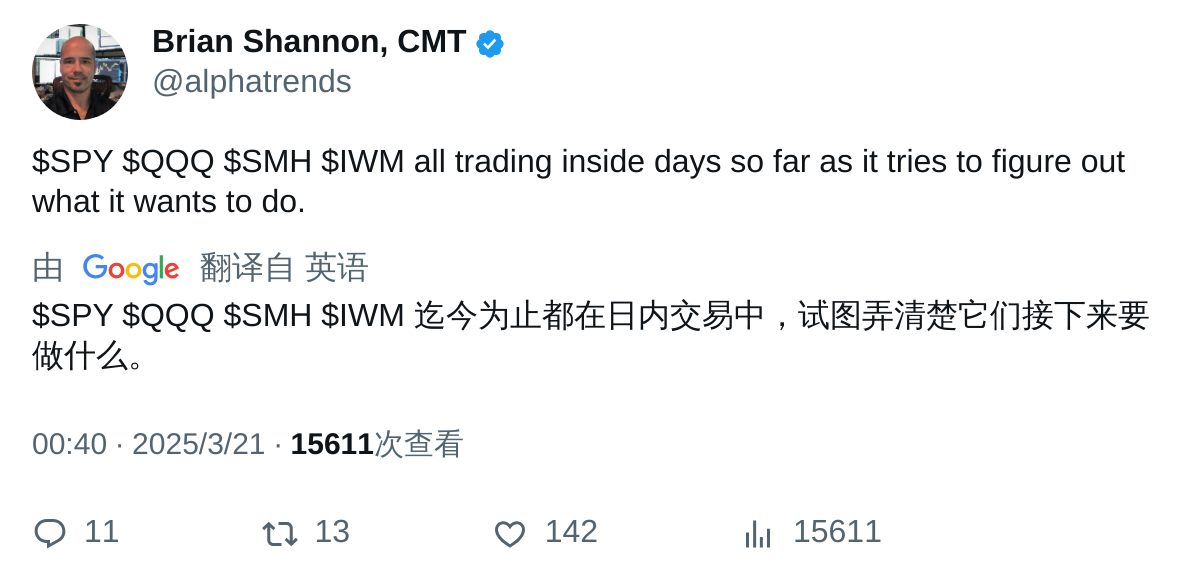 Brian Shannon, CMT
@alphatrends
$SPY $QQQ $SMH $IWM all trading inside days so far as it tries to figure out
what it wants to do.
由 Google 翻译自 英语
$SPY $QQQ $SMH $IWM 迄今为止都在日内交易中，试图弄清楚它们接下来要
做什么。
00:40 · 2025/3/21 · 15611次查看
11 13 142 15611